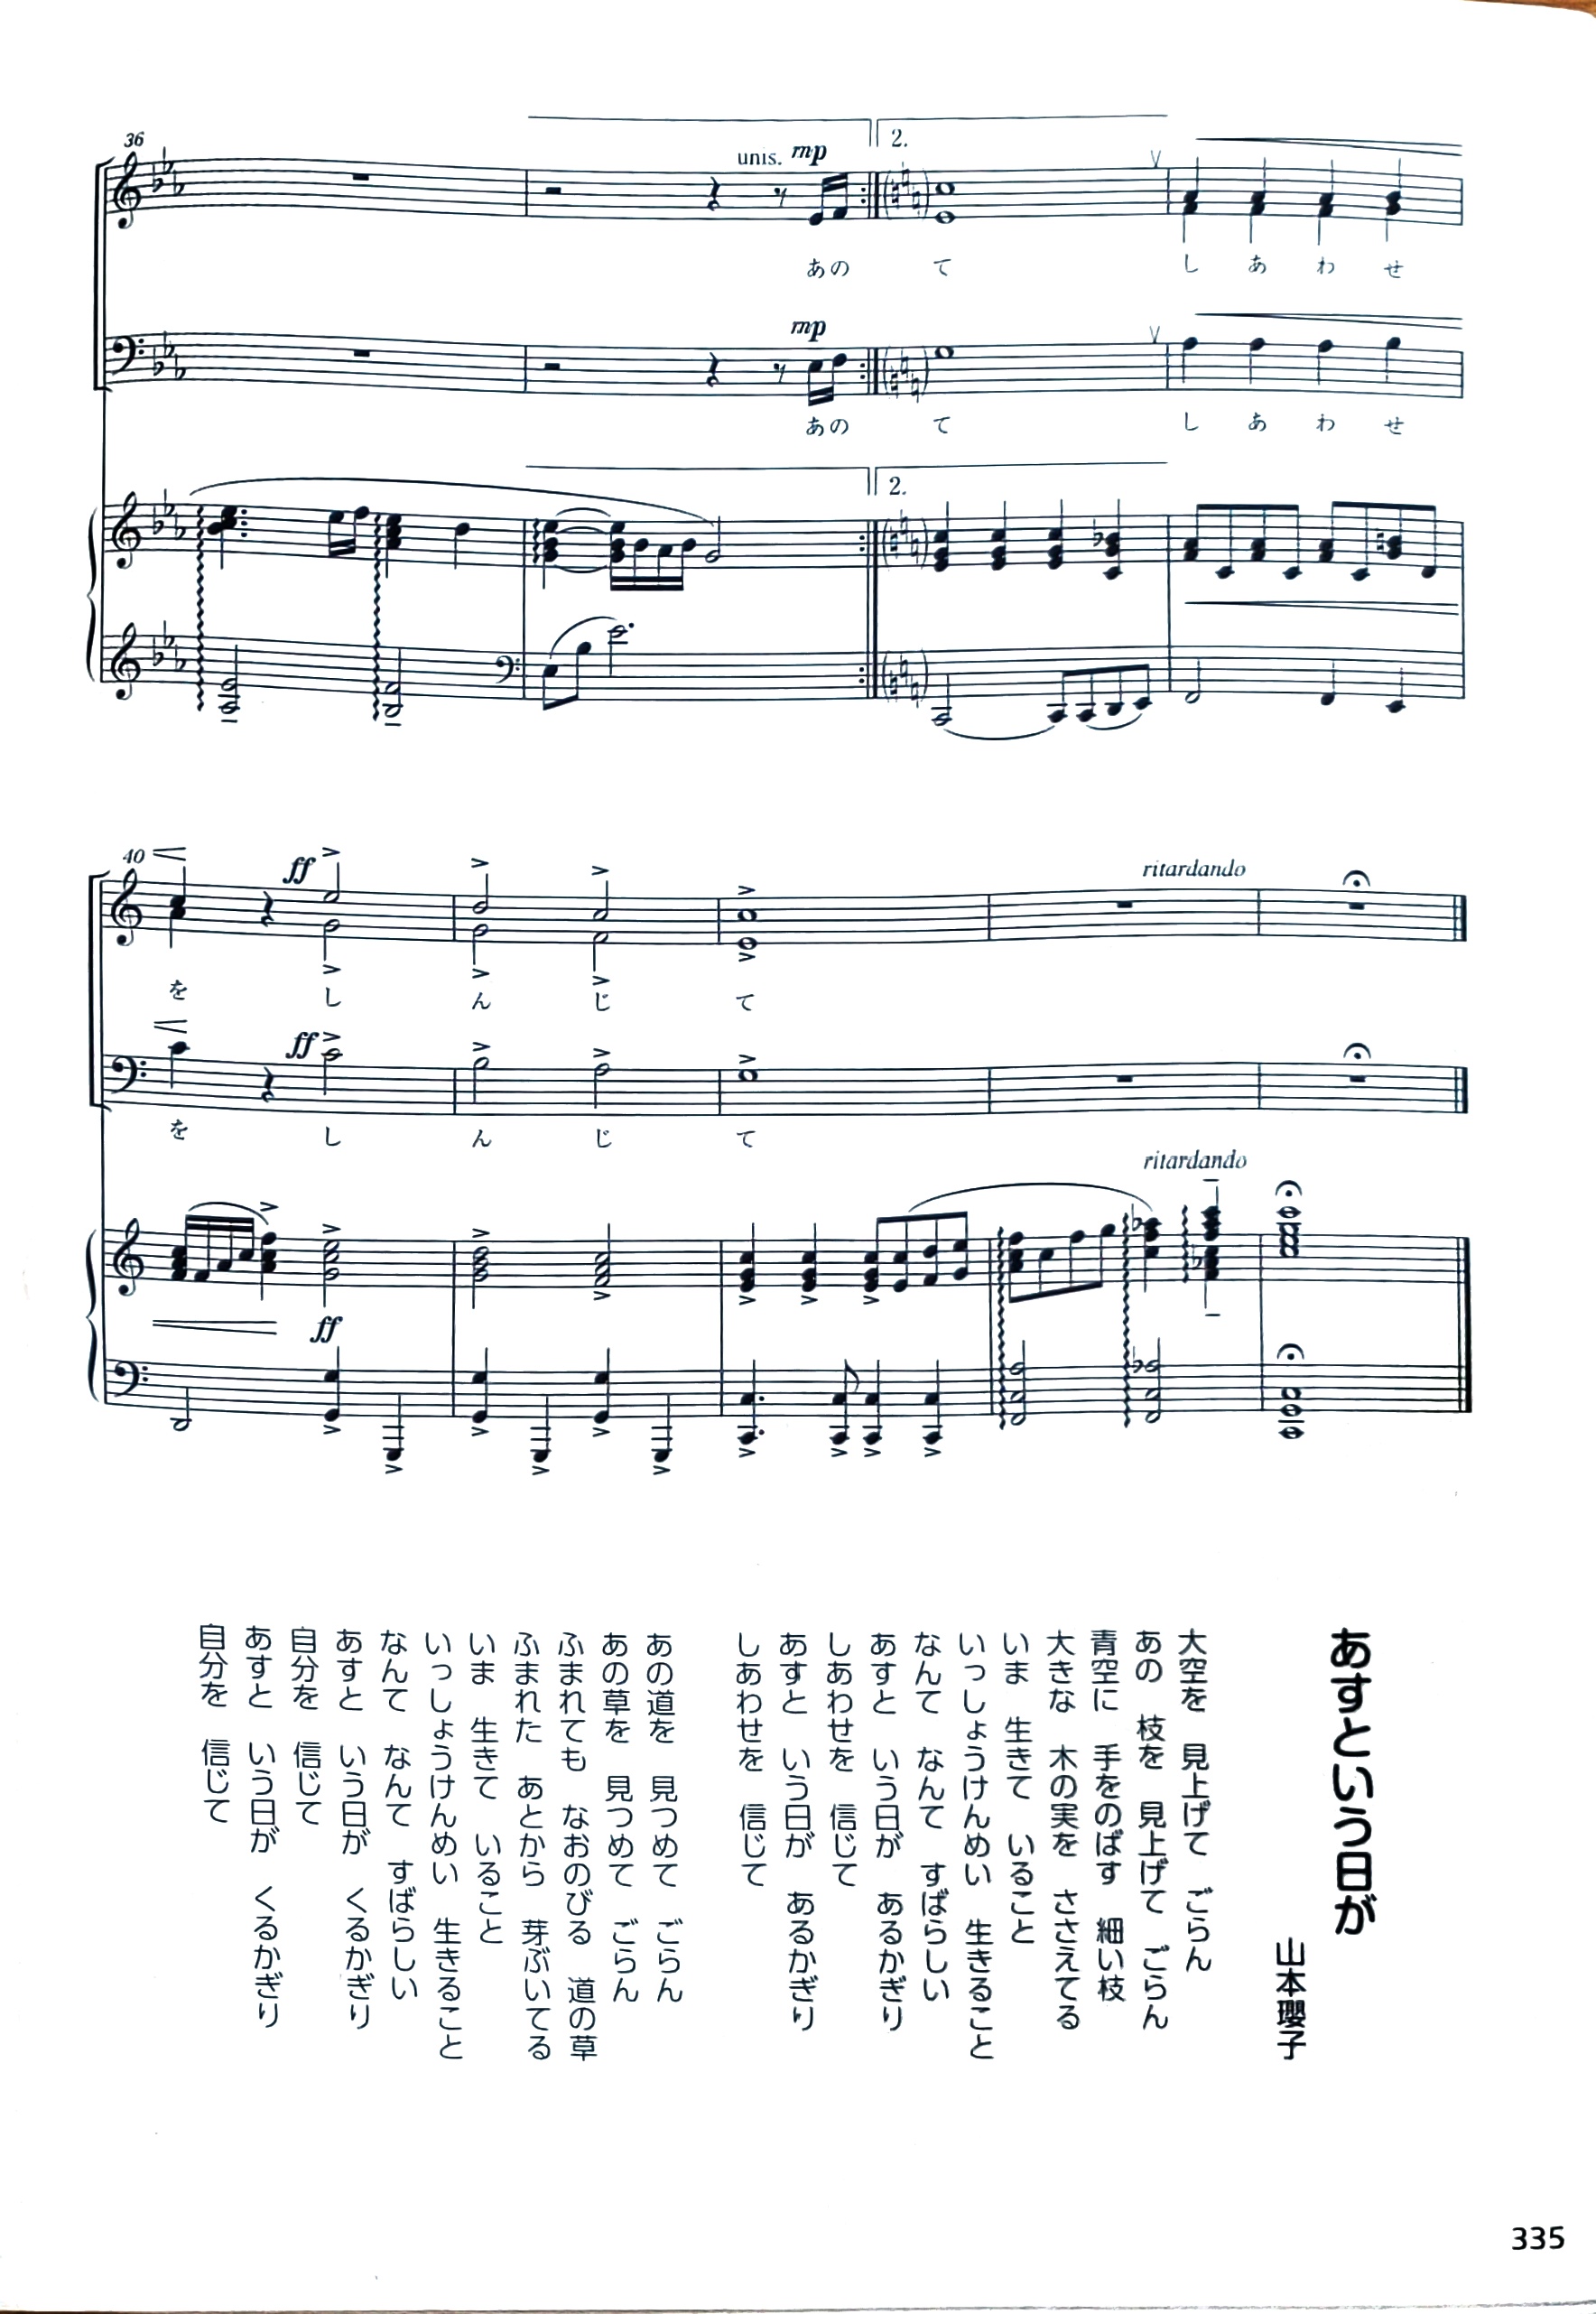 36
unis. mp
2.
あの て し あ わ せ
mp
あの て し あ わ せ
2.
40
ff
ritardando
を し ん じ て
ff
を し ん じ て
ritardando
ff
あすという日が
山本瓔子
大空を 見上げて ごらん
あの 枝を 見上げて ごらん
青空に 手をのばす 細い枝
大きな 木の実を ささえてる
いま 生きて いること
いっしょうけんめい 生きること
なんて なんて すばらしい
あすと いう日が あるかぎり
しあわせを 信じて
あすと いう日が あるかぎり
しあわせを 信じて
あの道を 見つめて ごらん
あの草を 見つめて ごらん
ふまれても なおのびる 道の草
ふまれた あとから 芽ぶいてる
いま 生きて いること
いっしょうけんめい 生きること
なんて なんて すばらしい
あすと いう日が くるかぎり
自分を 信じて
あすと いう日が くるかぎり
自分を 信じて
335